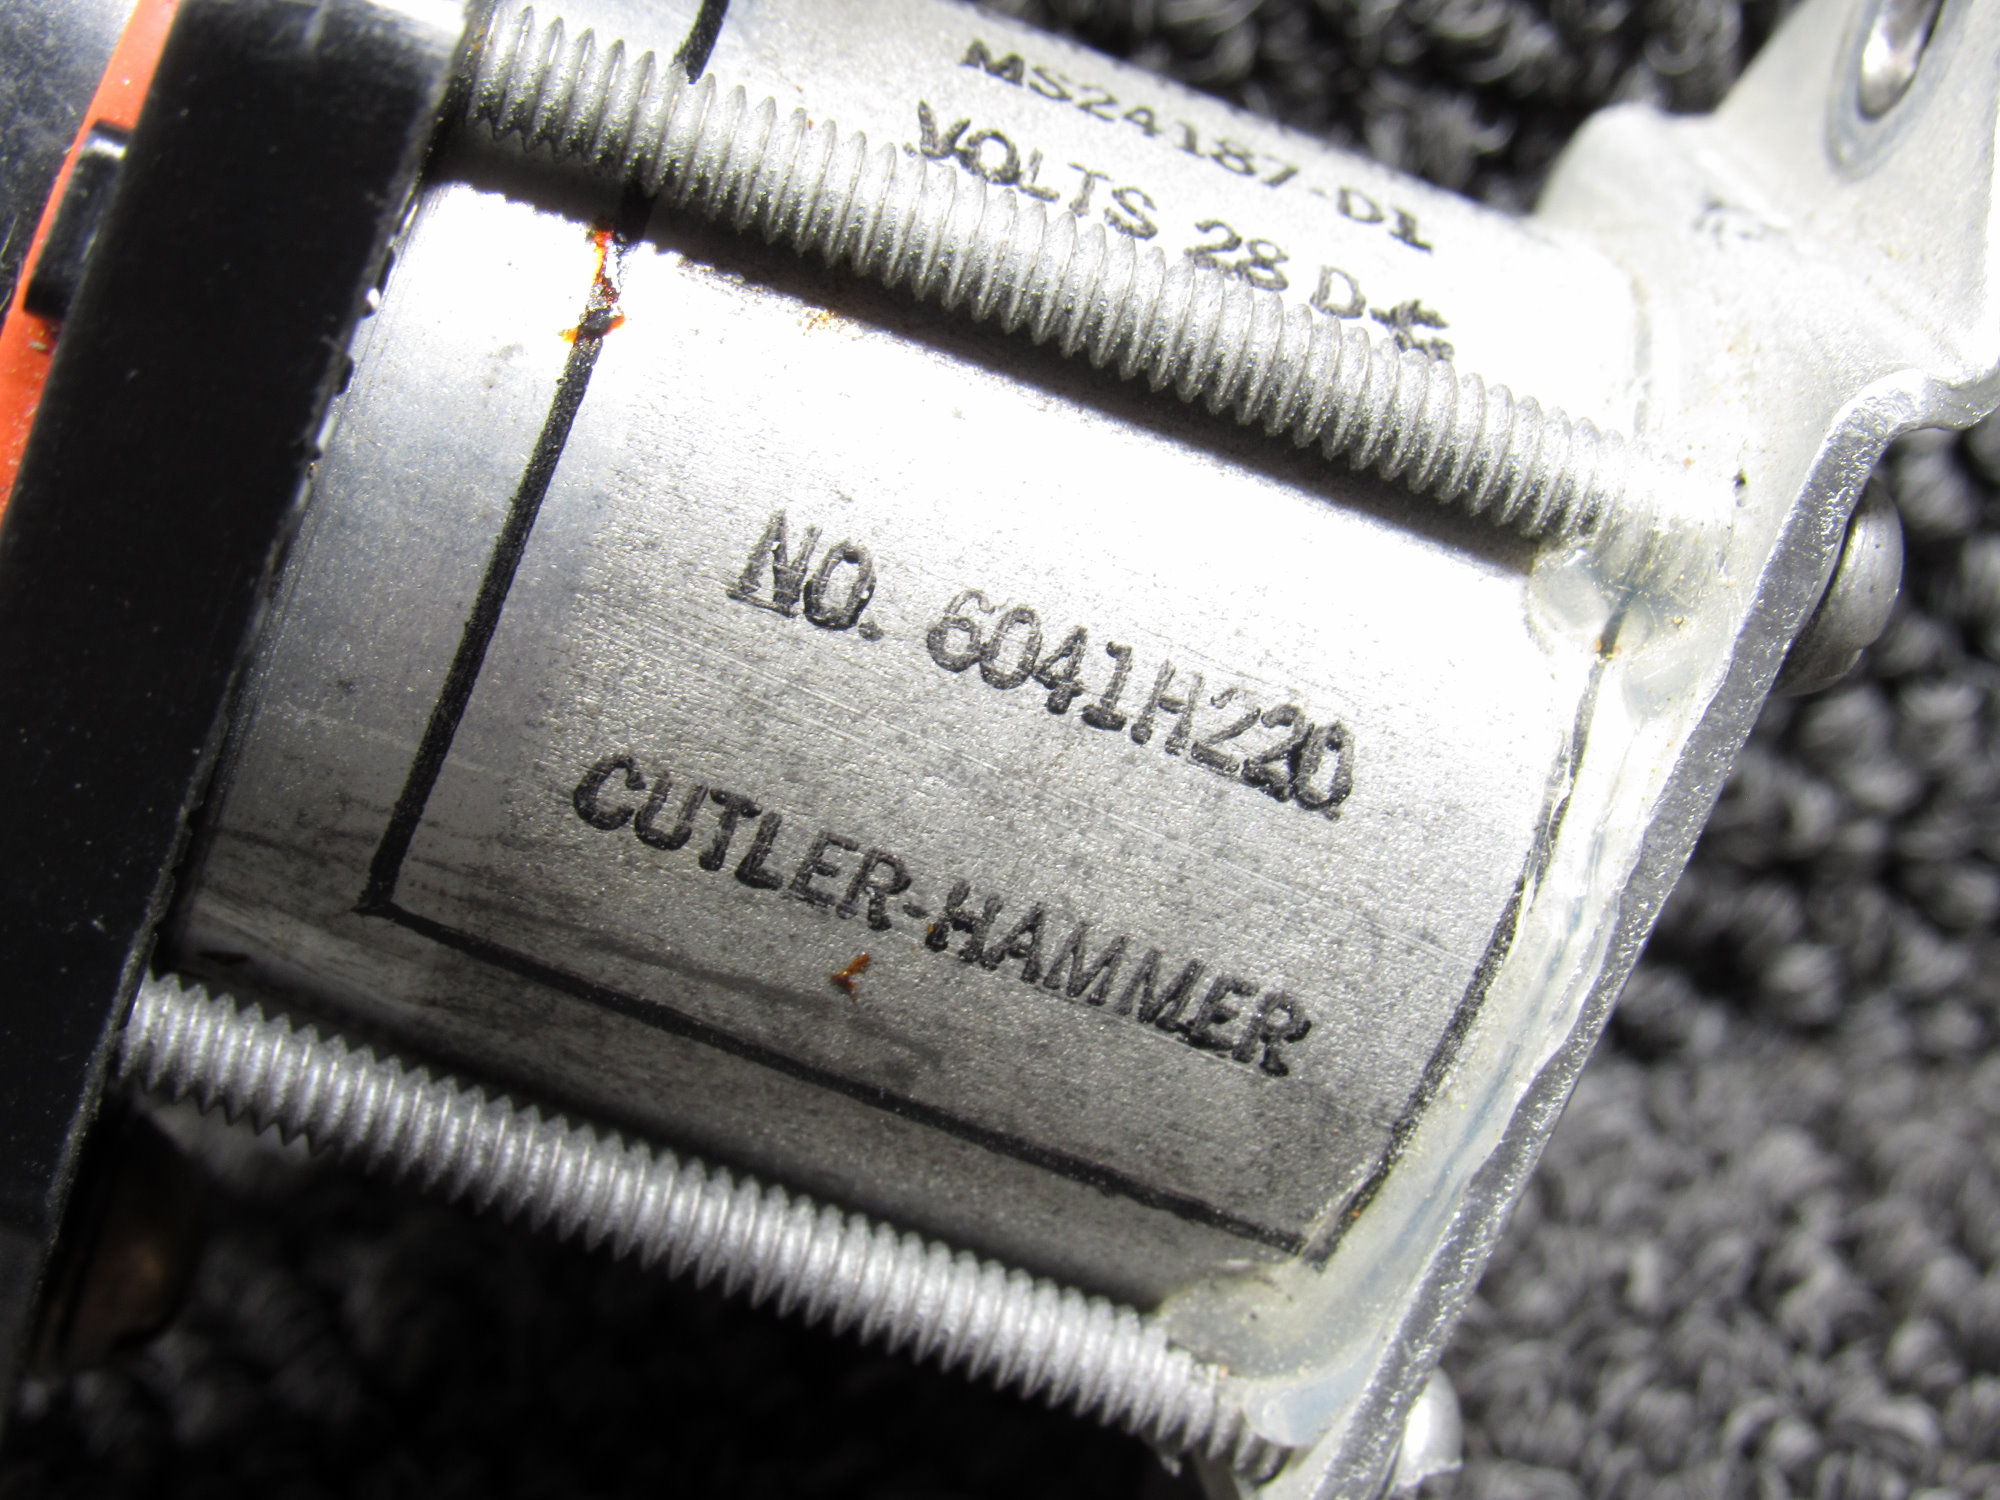 MS24187-D1
VOLTS 28 D-C
NO. 6041H220
CUTLER-HAMMER